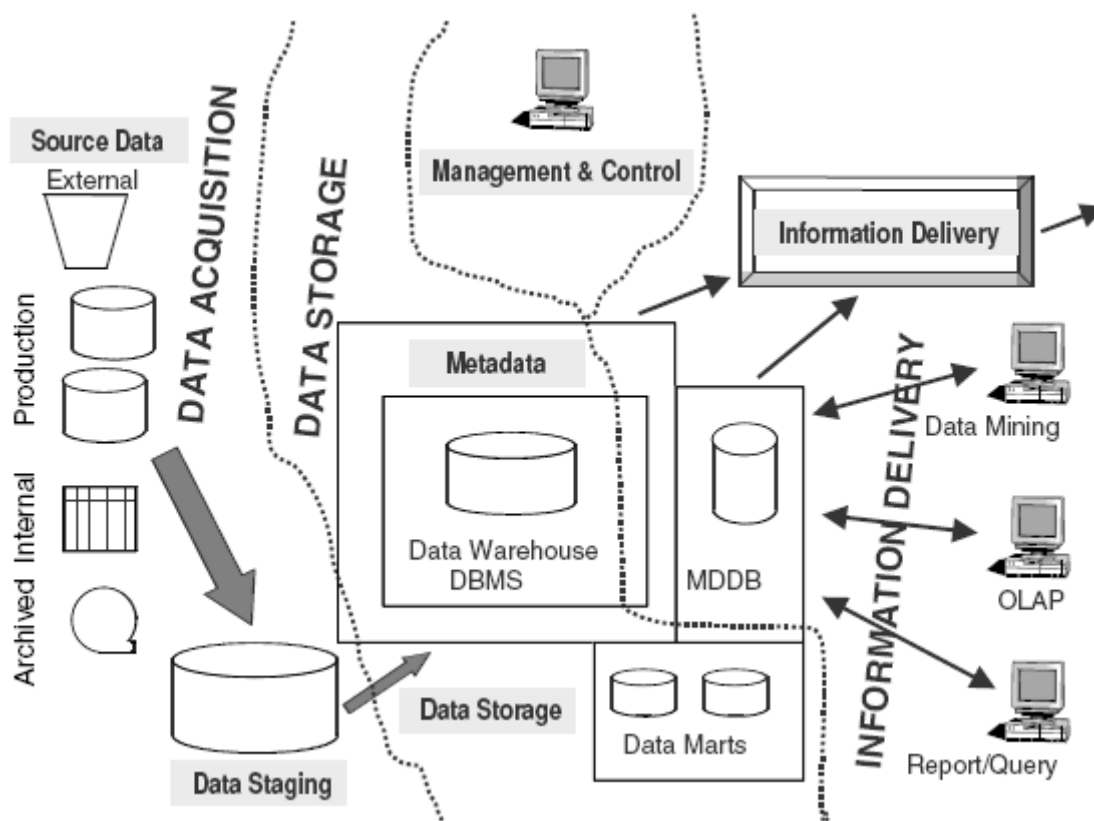 Source Data
External
Production
Internal
Archived
DATA ACQUISITION
Data Staging
DATA STORAGE
Management & Control
Metadata
Data Warehouse
DBMS
Data Storage
MDDB
Data Marts
Information Delivery
INFORMATION DELIVERY
Data Mining
OLAP
Report/Query